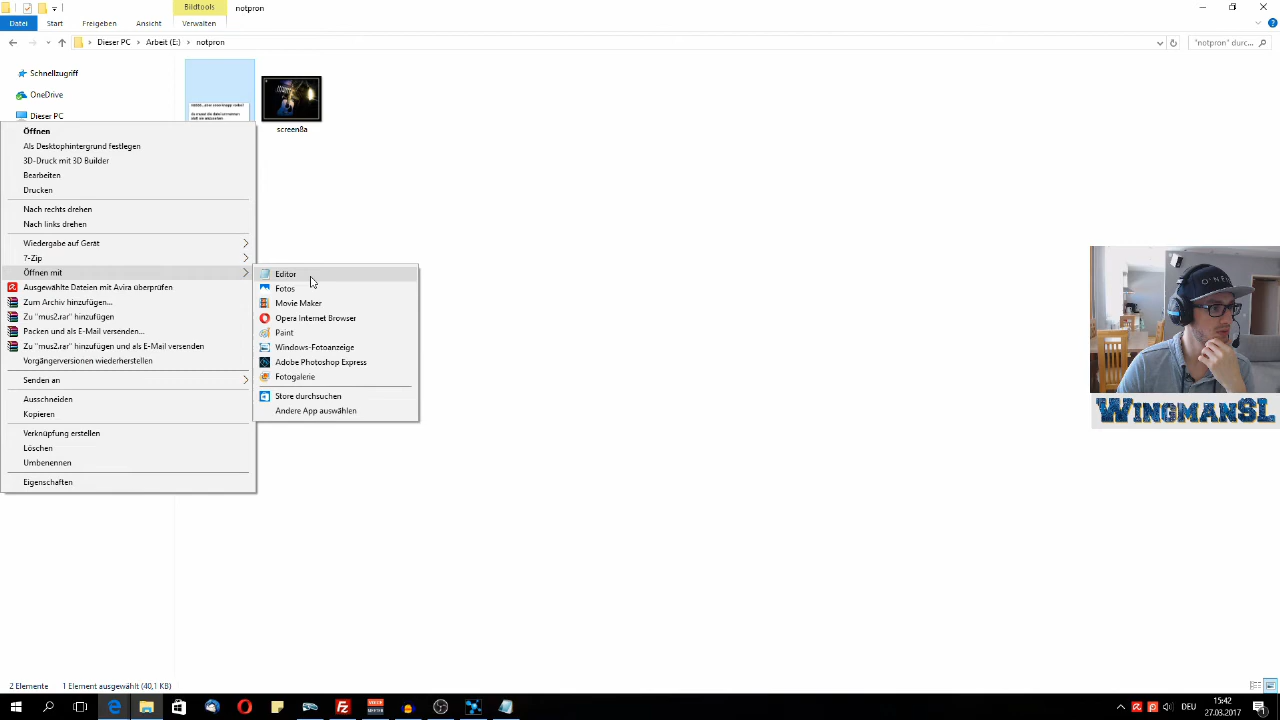 Bildtools
notpron
Datei
Start
Freigeben
Ansicht
Verwalten
Dieser PC
Arbeit (E:)
notpron
"notpron" durc...
Schnellzugriff
OneDrive
Dieser PC
screen8a
Öffnen
Als Desktophintergrund festlegen
3D-Druck mit 3D Builder
Bearbeiten
Drucken
Nach rechts drehen
Nach links drehen
Wiedergabe auf Gerät
7-Zip
Öffnen mit
Ausgewählte Dateien mit Avira überprüfen
Zum Archiv hinzufügen...
Zu "mus2.rar" hinzufügen
Packen und als E-Mail versenden...
Zu "mus2.rar" hinzufügen und als E-Mail versenden
Vorgängerversionen wiederherstellen
Senden an
Ausschneiden
Kopieren
Verknüpfung erstellen
Löschen
Umbenennen
Eigenschaften
Editor
Fotos
Movie Maker
Opera Internet Browser
Paint
Windows-Fotoanzeige
Adobe Photoshop Express
Fotogalerie
Store durchsuchen
Andere App auswählen
WINGMANSL
2 Elemente
1 Element ausgewählt (40,1 KB)
DEU
15:42
27.03.2017